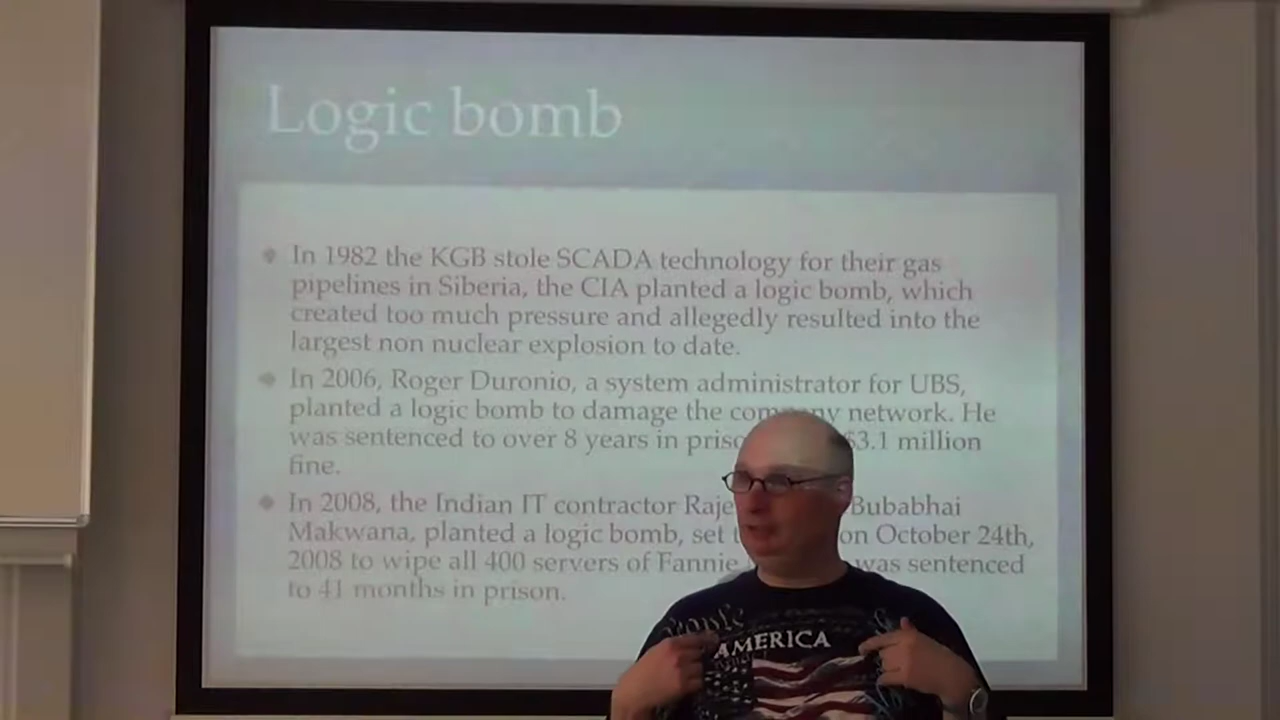 Logic bomb
In 1982 the KGB stole SCADA technology for their gas
pipelines in Siberia, the CIA planted a logic bomb, which
created too much pressure and allegedly resulted into the
largest non nuclear explosion to date.
In 2006, Roger Duronio, a system administrator for UBS,
planted a logic bomb to damage the company network. He
was sentenced to over 8 years in $3.1 million
fine.
In 2008, the Indian IT contractor Bubabhai
Makwana, planted a logic bomb, set on October 24th,
2008 to wipe all 400 servers of Fannie was sentenced
to 41 months in prison.
AMERICA